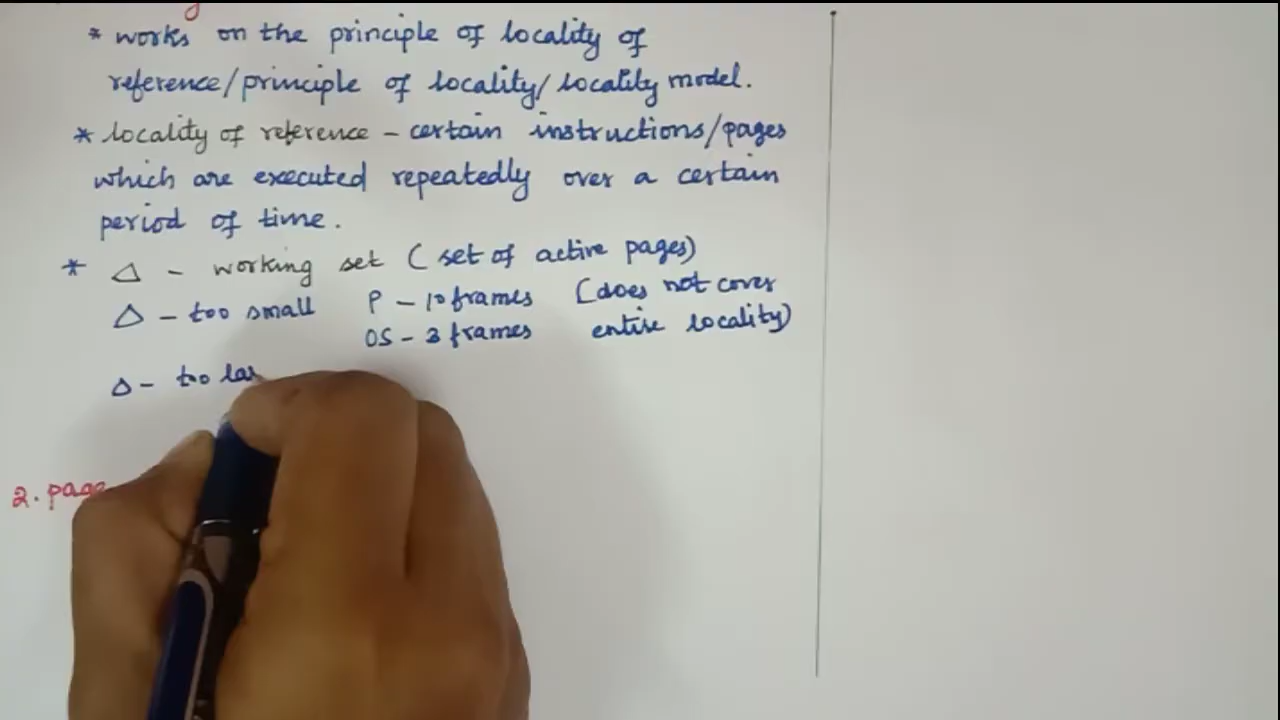 * works on the principle of locality of
reference/principle of locality/locality model.
* locality of reference - certain instructions/pages
which are executed repeatedly over a certain
period of time.
* Δ - working set (set of active pages)
Δ - too small P - 10 frames (does not cover
OS - 3 frames entire locality)
Δ - too
2.